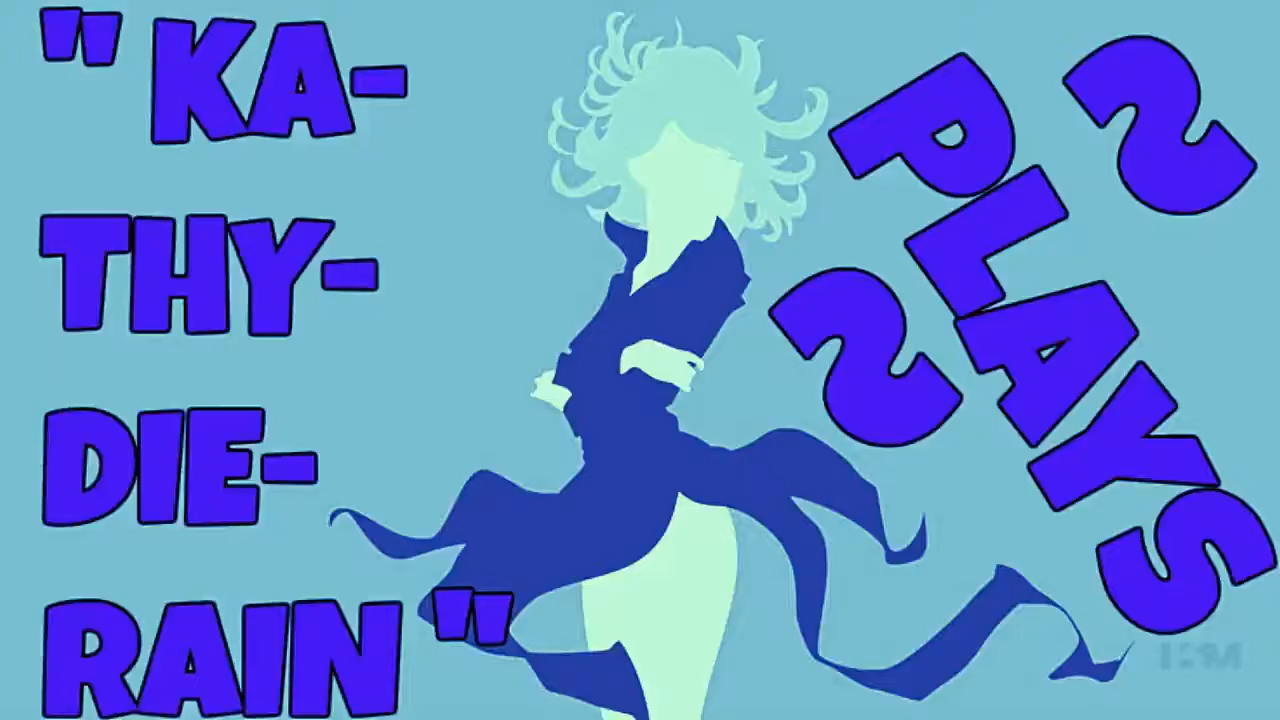 " KA-
THY-
DIE-
RAIN "
~ PLAYS ~